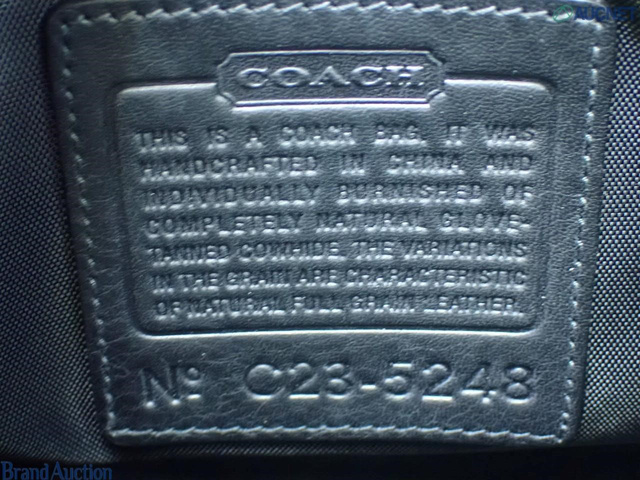 COACH
THIS IS A COACH BAG. IT WAS
HANDCRAFTED IN CHINA AND
INDIVIDUALLY BURNISHED OF
COMPLETELY NATURAL GLOVE-
TANNED COWHIDE. THE VARIATIONS
IN THE GRAIN ARE CHARACTERISTIC
OF NATURAL FULL GRAIN LEATHER.
Nº C23-5248
Brand Auction